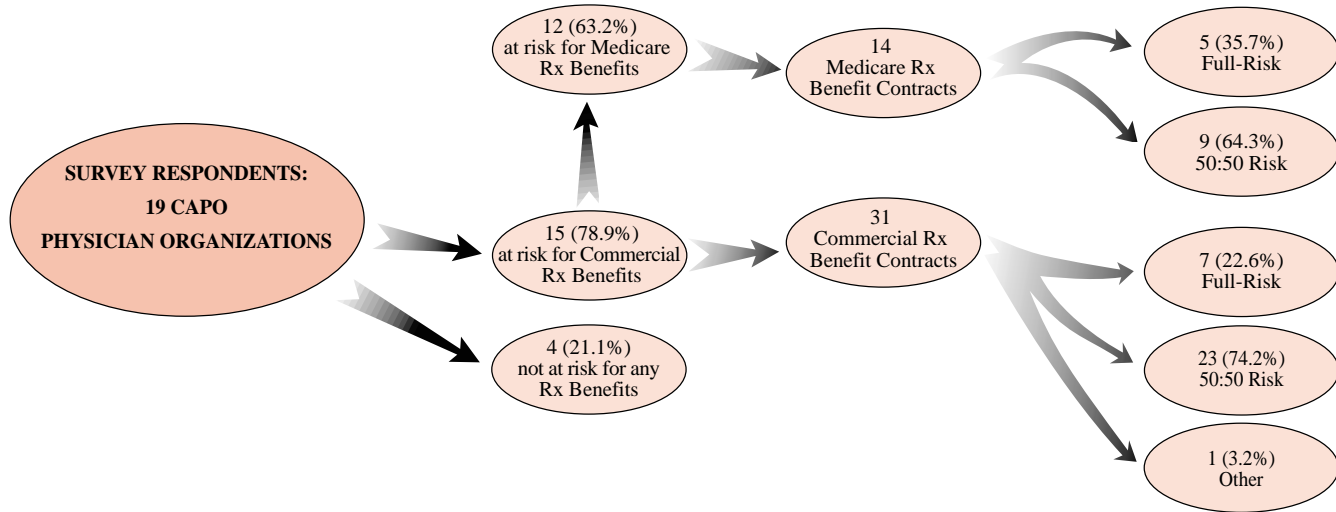 SURVEY RESPONDENTS:
19 CAPO
PHYSICIAN ORGANIZATIONS
12 (63.2%)
at risk for Medicare
Rx Benefits
15 (78.9%)
at risk for Commercial
Rx Benefits
4 (21.1%)
not at risk for any
Rx Benefits
14
Medicare Rx
Benefit Contracts
31
Commercial Rx
Benefit Contracts
5 (35.7%)
Full-Risk
9 (64.3%)
50:50 Risk
7 (22.6%)
Full-Risk
23 (74.2%)
50:50 Risk
1 (3.2%)
Other